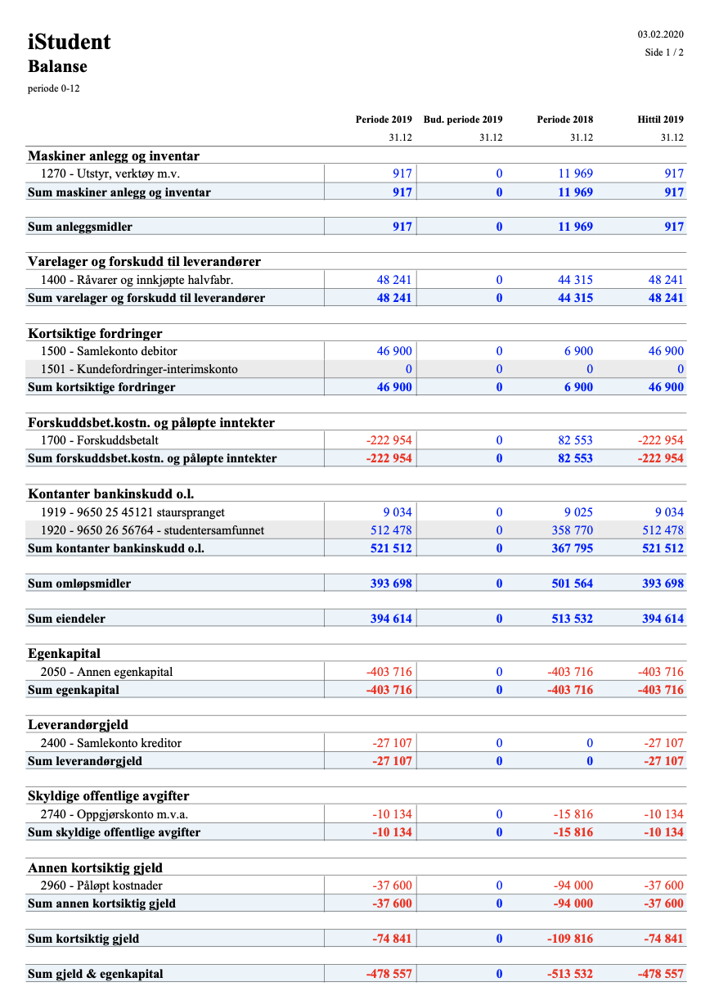 iStudent
03.02.2020
Balanse
Side 1 / 2
periode 0-12
Periode 2019 Bud. periode 2019 Periode 2018 Hittil 2019
31.12 31.12 31.12 31.12
Maskiner anlegg og inventar
1270 - Utstyr, verktøy m.v. 917 0 11 969 917
Sum maskiner anlegg og inventar 917 0 11 969 917
Sum anleggsmidler 917 0 11 969 917
Varelager og forskudd til leverandører
1400 - Råvarer og innkjøpte halvfabr. 48 241 0 44 315 48 241
Sum varelager og forskudd til leverandører 48 241 0 44 315 48 241
Kortsiktige fordringer
1500 - Samlekonto debitor 46 900 0 6 900 46 900
1501 - Kundefordringer-interimskonto 0 0 0 0
Sum kortsiktige fordringer 46 900 0 6 900 46 900
Forskuddsbet.kostn. og påløpte inntekter
1700 - Forskuddsbetalt -222 954 0 82 553 -222 954
Sum forskuddsbet.kostn. og påløpte inntekter -222 954 0 82 553 -222 954
Kontanter bankinskudd o.l.
1919 - 9650 25 45121 staurspranget 9 034 0 9 025 9 034
1920 - 9650 26 56764 - studentersamfunnet 512 478 0 358 770 512 478
Sum kontanter bankinskudd o.l. 521 512 0 367 795 521 512
Sum omløpsmidler 393 698 0 501 564 393 698
Sum eiendeler 394 614 0 513 532 394 614
Egenkapital
2050 - Annen egenkapital -403 716 0 -403 716 -403 716
Sum egenkapital -403 716 0 -403 716 -403 716
Leverandørgjeld
2400 - Samlekonto kreditor -27 107 0 0 -27 107
Sum leverandørgjeld -27 107 0 0 -27 107
Skyldige offentlige avgifter
2740 - Oppgjørskonto m.v.a. -10 134 0 -15 816 -10 134
Sum skyldige offentlige avgifter -10 134 0 -15 816 -10 134
Annen kortsiktig gjeld
2960 - Påløpt kostnader -37 600 0 -94 000 -37 600
Sum annen kortsiktig gjeld -37 600 0 -94 000 -37 600
Sum kortsiktig gjeld -74 841 0 -109 816 -74 841
Sum gjeld & egenkapital -478 557 0 -513 532 -478 557